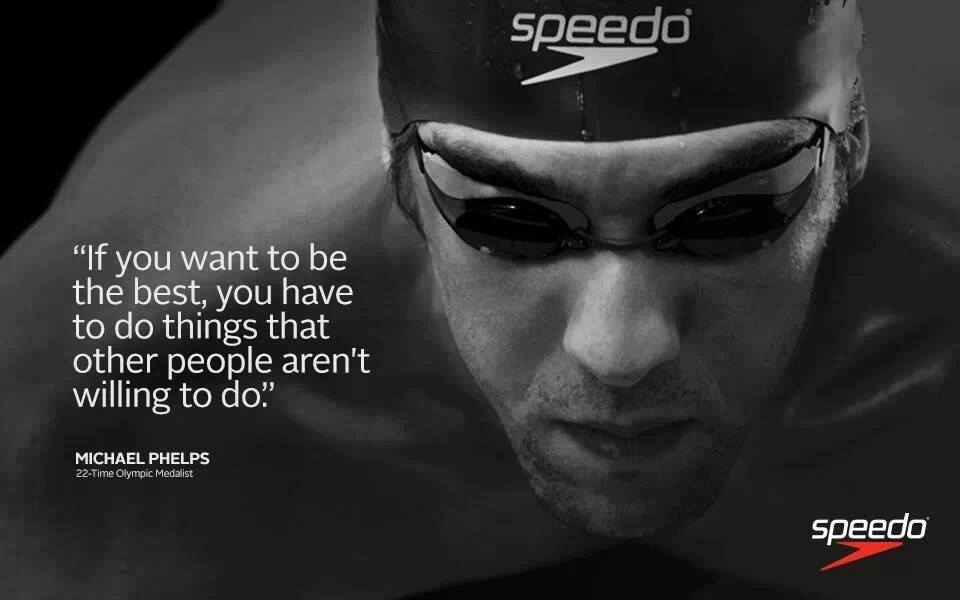 speedo
“If you want to be
the best, you have
to do things that
other people aren't
willing to do.”
MICHAEL PHELPS
22-Time Olympic Medalist
speedo